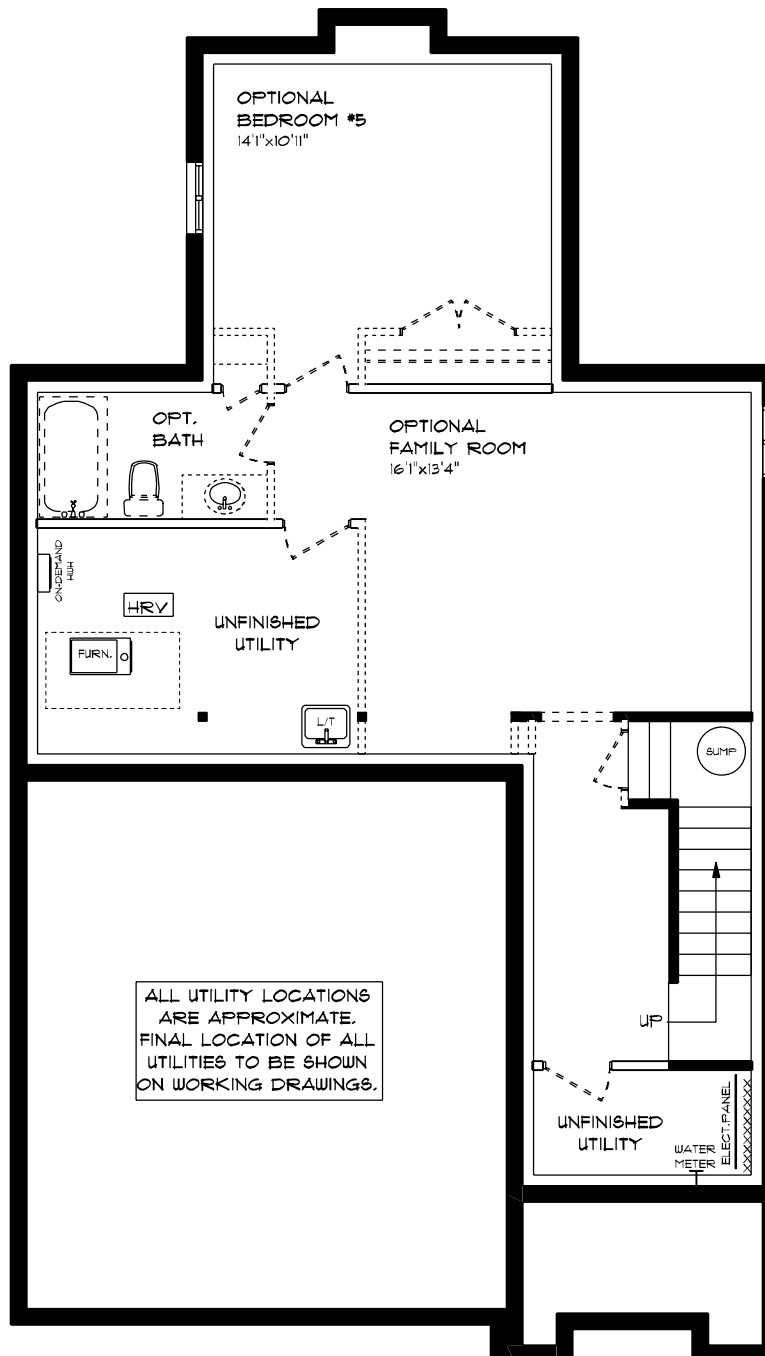 OPTIONAL
BEDROOM #5
14'1"x10'11"
OPT.
BATH
OPTIONAL
FAMILY ROOM
16'1"x13'4"
ON-DEMAND
HWH
HRV
UNFINISHED
UTILITY
FURN.
L/T
SUMP
ALL UTILITY LOCATIONS
ARE APPROXIMATE.
FINAL LOCATION OF ALL
UTILITIES TO BE SHOWN
ON WORKING DRAWINGS.
UP
UNFINISHED
UTILITY
WATER
METER
ELECT.PANEL